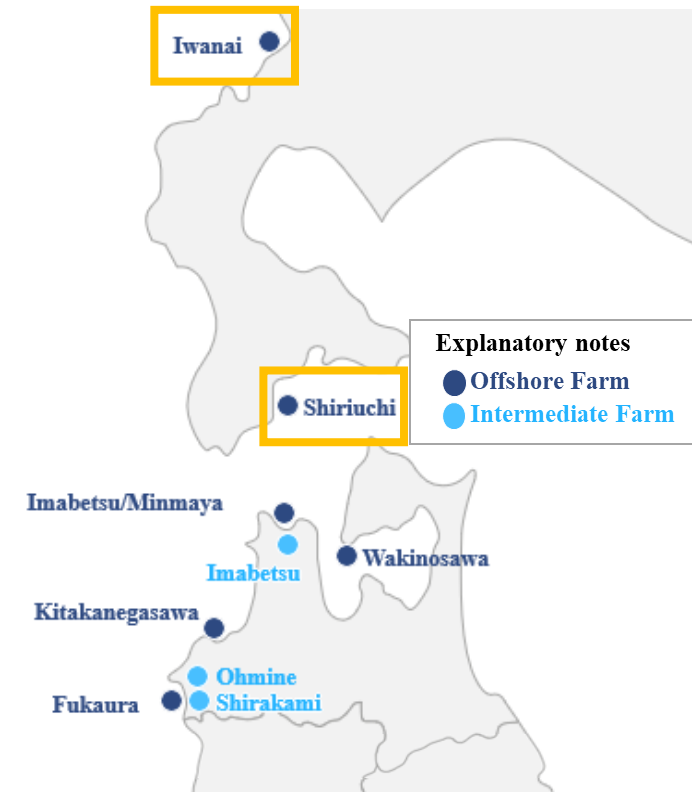 Iwanai
Explanatory notes
Offshore Farm
Intermediate Farm
Shiriuchi
Imabetsu/Minmaya
Wakinosawa
Imabetsu
Kitakanegasawa
Ohmine
Shirakami
Fukaura